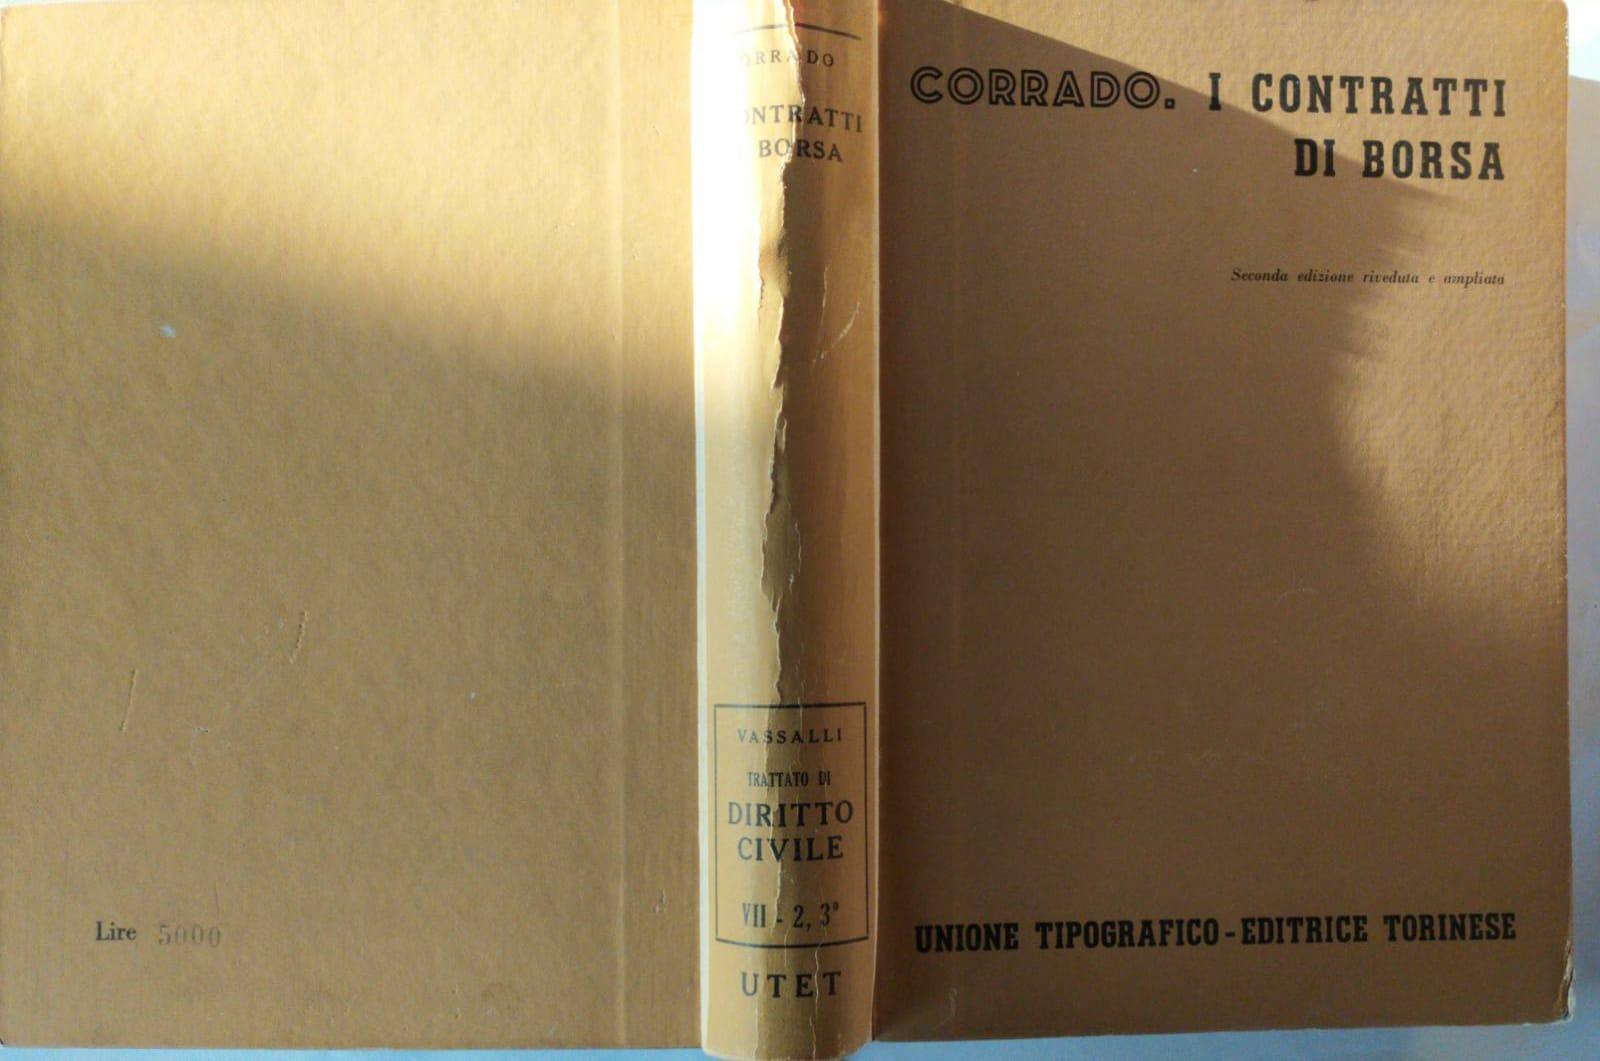 CORRADO. I CONTRATTI
DI BORSA
Seconda edizione riveduta e ampliata
UNIONE TIPOGRAFICO-EDITRICE TORINESE
ORRADO
ONTRATTI
BORSA
VASSALLI
TRATTATO DI
DIRITTO
CIVILE
VII - 2, 3°
UTET
Lire 5000